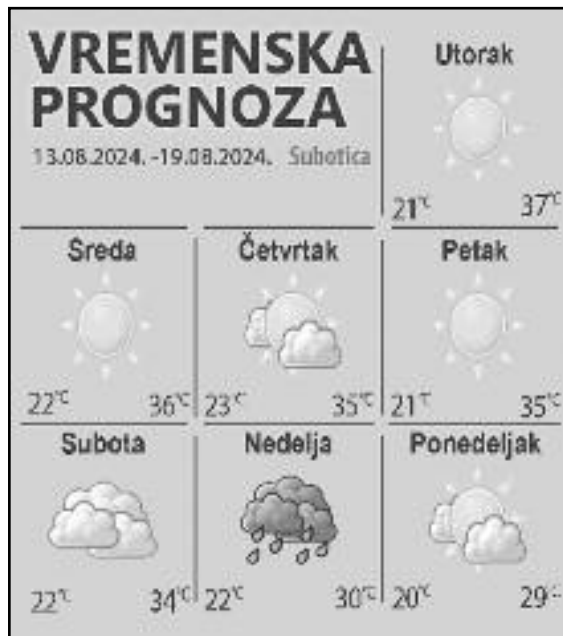 VREMENSKA
PROGNOZA
13.08.2024. -19.08.2024. Subotica
Utorak
21°C 37°C
Sreda
22°C 36°C
Četvrtak
23°C 35°C
Petak
21°C 35°C
Subota
22°C 34°C
Nedelja
22°C 30°C
Ponedeljak
20°C 29°C